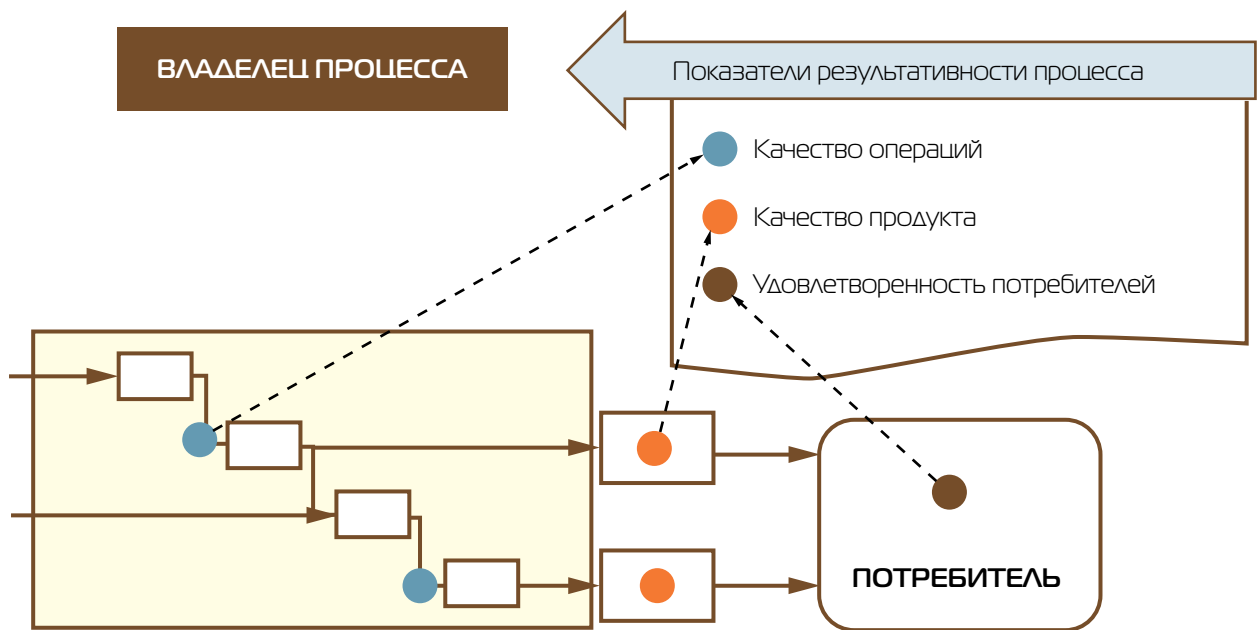 ВЛАДЕЛЕЦ ПРОЦЕССА
Показатели результативности процесса
Качество операций
Качество продукта
Удовлетворенность потребителей
ПОТРЕБИТЕЛЬ